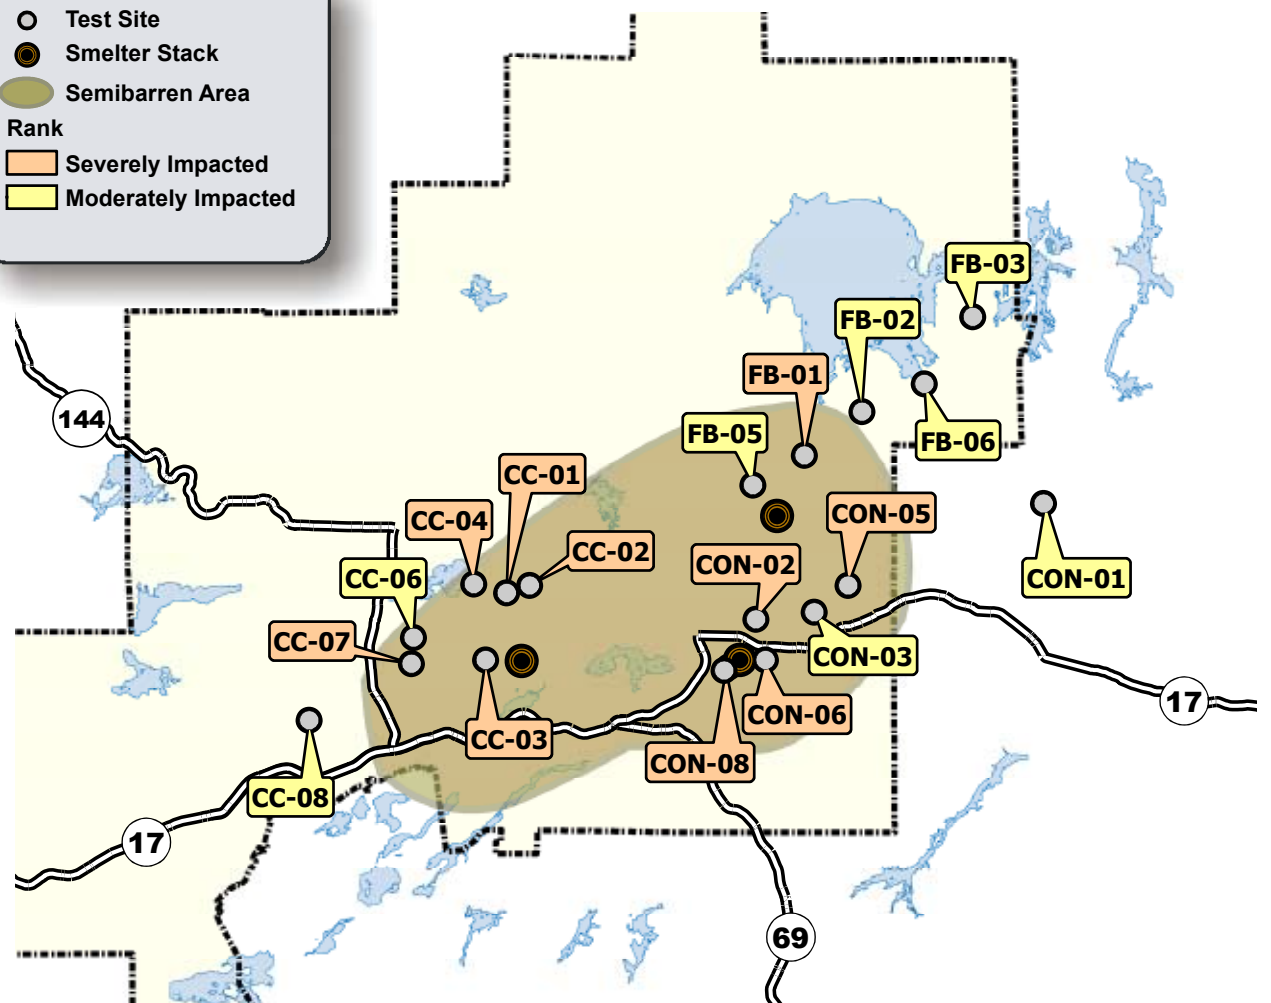 Test Site
Smelter Stack
Semibarren Area
Rank
Severely Impacted
Moderately Impacted
FB-03
FB-02
FB-01
144
FB-05
FB-06
CC-01
CC-04
CON-05
CC-02
CON-02
CC-06
CON-01
CC-07
CON-03
17
CON-06
CC-03
CON-08
CC-08
17
69